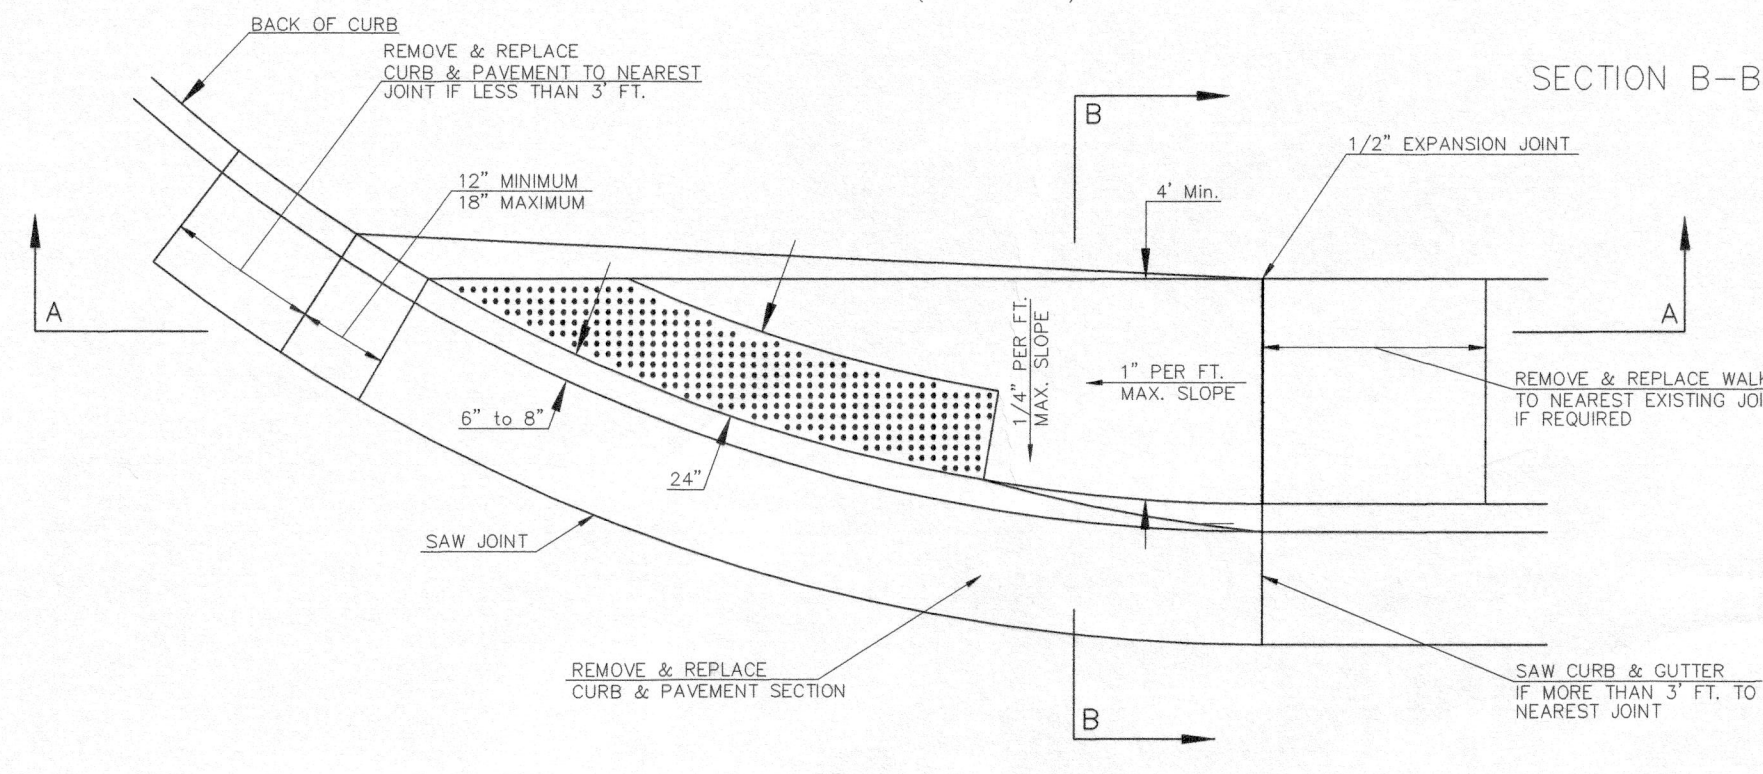 BACK OF CURB
REMOVE & REPLACE
CURB & PAVEMENT TO NEAREST
JOINT IF LESS THAN 3' FT.
SECTION B-B
B
1/2" EXPANSION JOINT
12" MINIMUM
18" MAXIMUM
4' Min.
A
A
1/4" PER FT.
MAX. SLOPE
1" PER FT.
MAX. SLOPE
REMOVE & REPLACE WALK
TO NEAREST EXISTING
IF REQUIRED
6" to 8"
24"
SAW JOINT
REMOVE & REPLACE
CURB & PAVEMENT SECTION
SAW CURB & GUTTER
IF MORE THAN 3' FT. TO
NEAREST JOINT
B